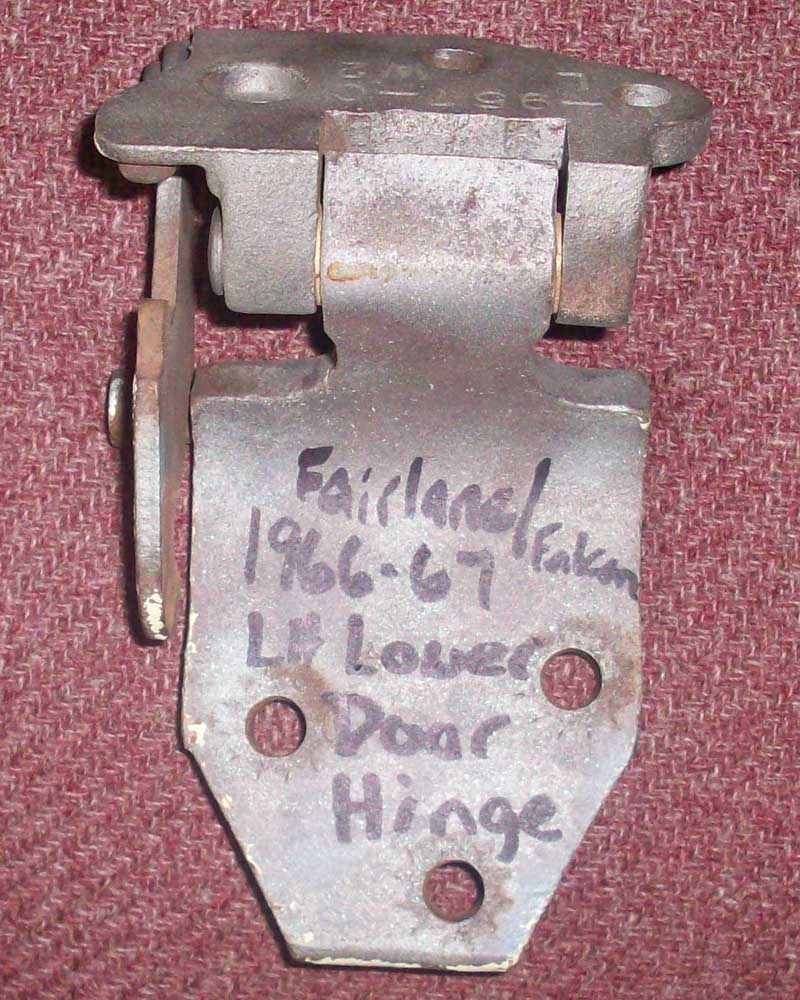 Fairlane/
1966-67 Falcon
LH Lower
Door
Hinge